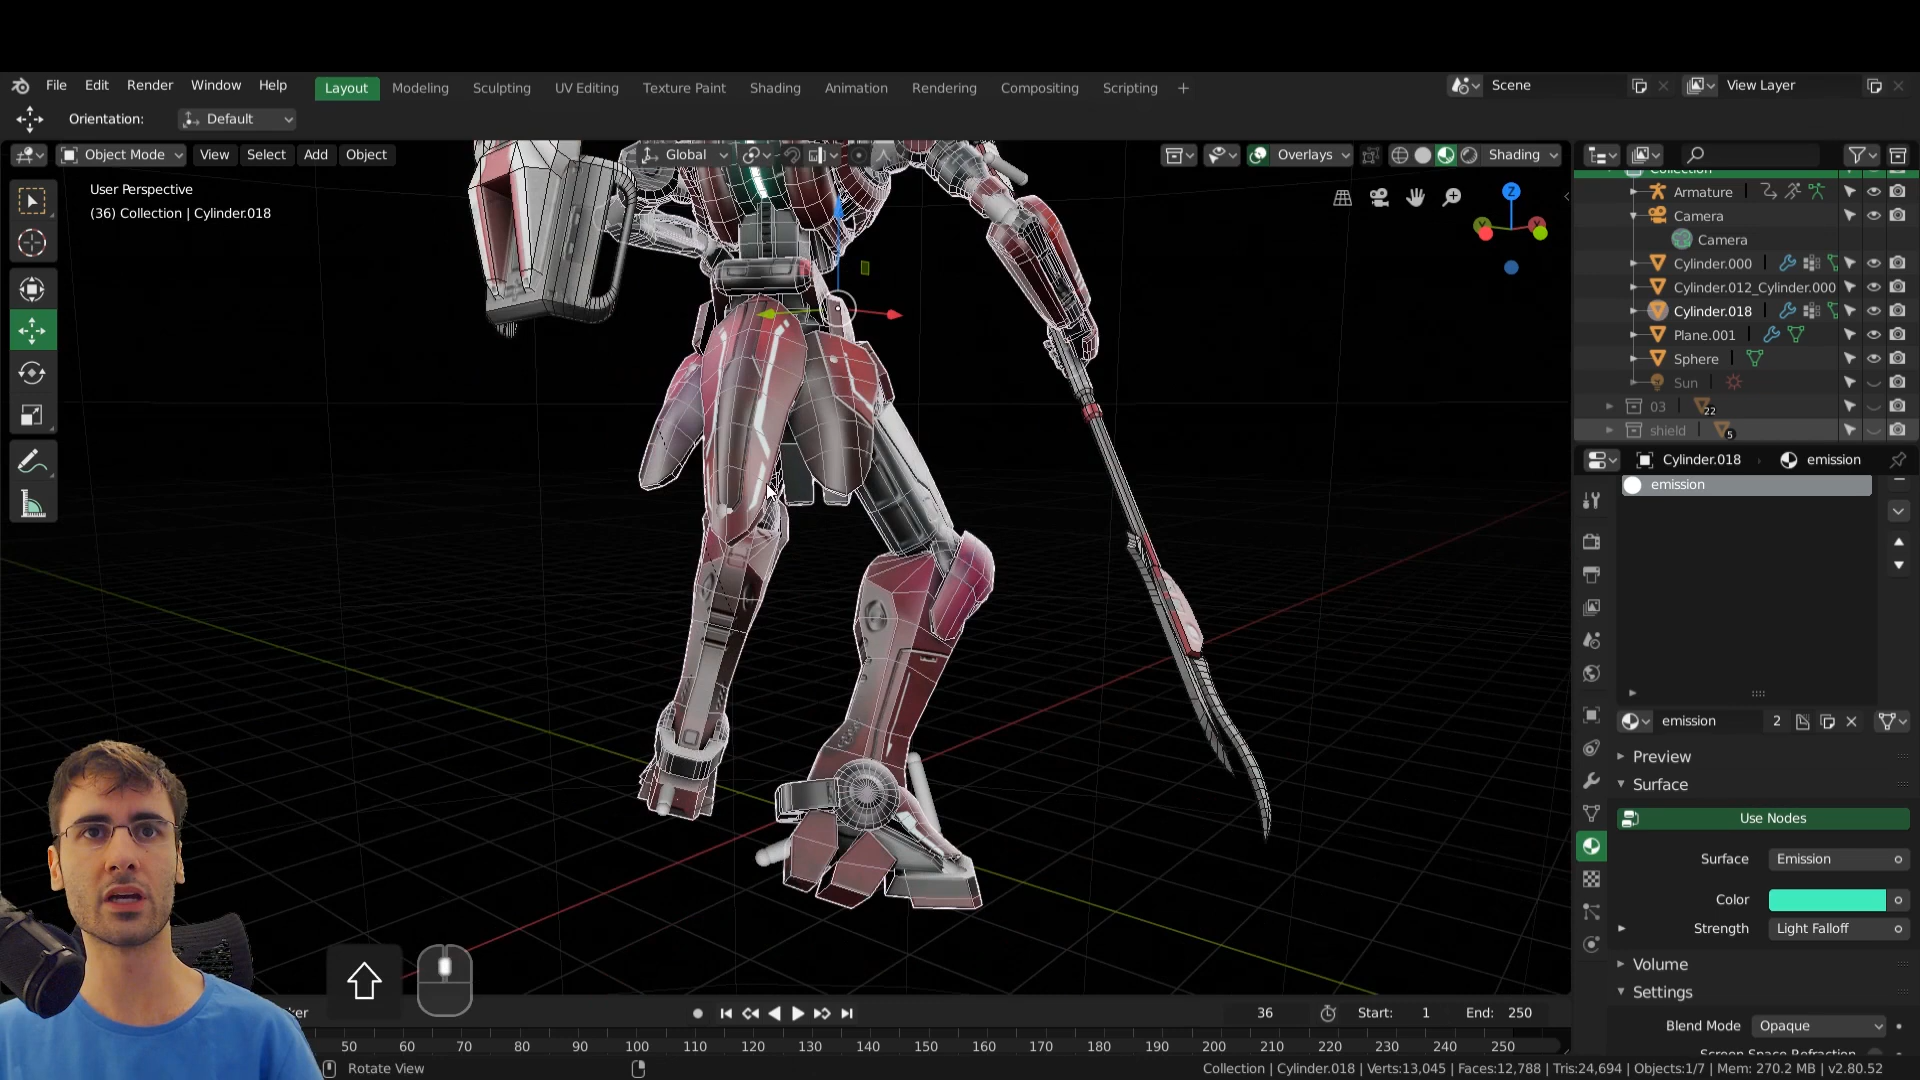 File Edit Render Window Help Layout Modeling Sculpting UV Editing Texture Paint Shading Animation Rendering Compositing Scripting + Scene View Layer
Orientation: Default
Object Mode View Select Add Object Global Overlays Shading
User Perspective
(36) Collection | Cylinder.018
Z
Collection
Armature
Camera
Camera
Cylinder.000
Cylinder.012_Cylinder.000
Cylinder.018
Plane.001
Sphere
Sun
03 22
shield 5
Cylinder.018 emission
emission
emission 2
Preview
Surface
Use Nodes
Surface Emission
Color
Strength Light Falloff
Volume
Settings
Blend Mode Opaque
Screen Space Refraction
ker 36 Start: 1 End: 250
50 60 70 80 90 100 110 120 130 140 150 160 170 180 190 200 210 220 230 240 250
Rotate View
Collection | Cylinder.018 | Verts:13,045 | Faces:12,788 | Tris:24,694 | Objects:1/7 | Mem: 270.2 MB | v2.80.52